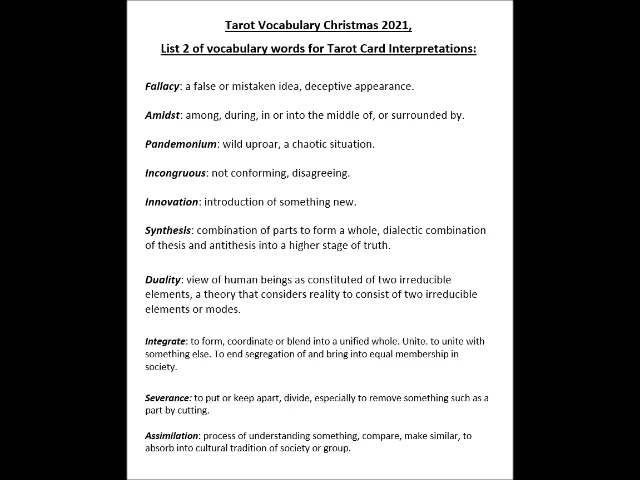 Tarot Vocabulary Christmas 2021,
List 2 of vocabulary words for Tarot Card Interpretations:
Fallacy: a false or mistaken idea, deceptive appearance.
Amidst: among, during, in or into the middle of, or surrounded by.
Pandemonium: wild uproar, a chaotic situation.
Incongruous: not conforming, disagreeing.
Innovation: introduction of something new.
Synthesis: combination of parts to form a whole, dialectic combination
of thesis and antithesis into a higher stage of truth.
Duality: view of human beings as constituted of two irreducible
elements, a theory that considers reality to consist of two irreducible
elements or modes.
Integrate: to form, coordinate or blend into a unified whole. Unite. to unite with
something else. To end segregation of and bring into equal membership in
society.
Severance: to put or keep apart, divide, especially to remove something such as a
part by cutting.
Assimilation: process of understanding something, compare, make similar, to
absorb into cultural tradition of society or group.